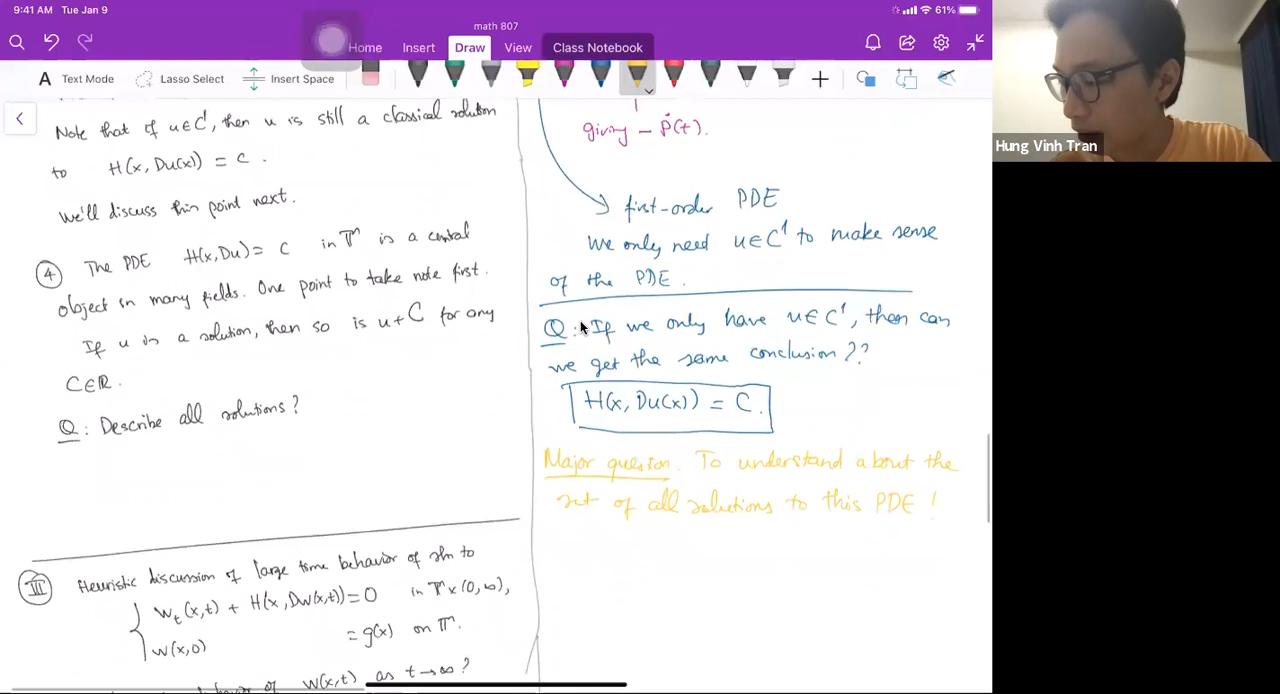 9:41 AM Tue Jan 9
61%
math 807
Home Insert Draw View Class Notebook
A Text Mode Lasso Select Insert Space
Note that if u∈C¹, then u is still a classical solution
to H(x, Du(x)) = c.
We'll discuss this point next.
④ The PDE H(x,Du) = c in 𝕋ⁿ is a central
object in many fields. One point to take note first.
If u is a solution, then so is u + C for any
C∈ℝ.
Q: Describe all solutions?
III Heuristic discussion of large time behavior of soln to
{ w_t(x,t) + H(x, Dw(x,t)) = 0 in 𝕋ⁿ×(0,∞),
w(x,0) = g(x) on 𝕋ⁿ.
of w(x,t) as t→∞?
giving − Ṗ(t).
→ first-order PDE
We only need u∈C¹ to make sense
of the PDE.
Q: If we only have u∈C¹, then can
we get the same conclusion??
H(x, Du(x)) = C.
Major question. To understand about the
set of all solutions to this PDE!
Hung Vinh Tran